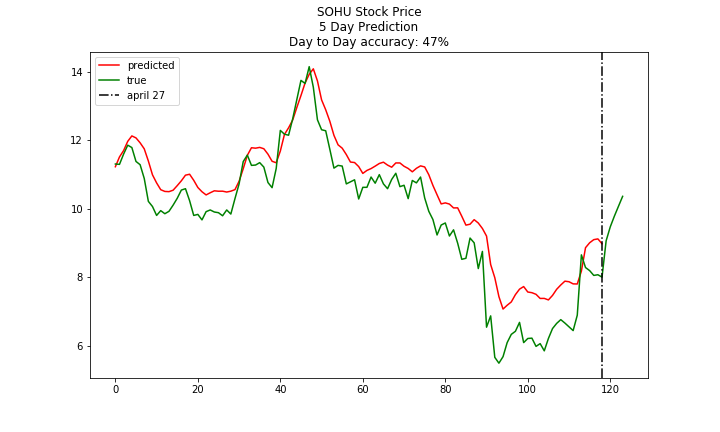 SOHU Stock Price
5 Day Prediction
Day to Day accuracy: 47%
predicted
true
april 27
14
12
10
8
6
0
20
40
60
80
100
120